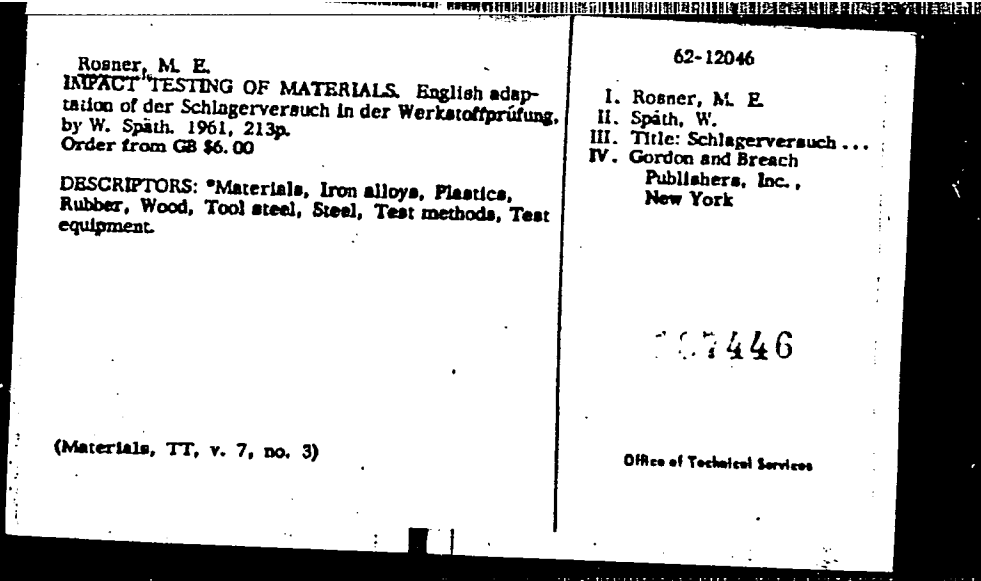 Rosner, M. E.
IMPACT TESTING OF MATERIALS. English adap-
tation of der Schlagerversuch in der Werkstoffprüfung,
by W. Späth. 1961, 213p.
Order from GB $6.00
DESCRIPTORS: *Materials, Iron alloys, Plastics,
Rubber, Wood, Tool steel, Steel, Test methods, Test
equipment.
(Materials, TT, v. 7, no. 3)
62-12046
I. Rosner, M. E.
II. Späth, W.
III. Title: Schlagerversuch ...
IV. Gordon and Breach
Publishers, Inc.,
New York
7446
Office of Technical Services